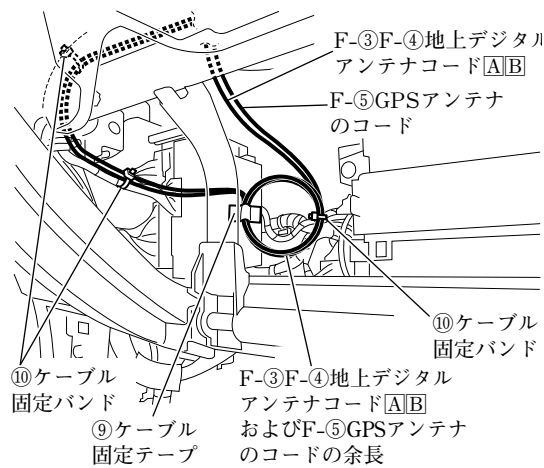 F-③F-④地上デジタル
アンテナコードAB
F-⑤GPSアンテナ
のコード
⑩ケーブル
固定バンド
⑩ケーブル
固定バンド
⑨ケーブル
固定テープ
F-③F-④地上デジタル
アンテナコードAB
およびF-⑤GPSアンテナ
のコードの余長